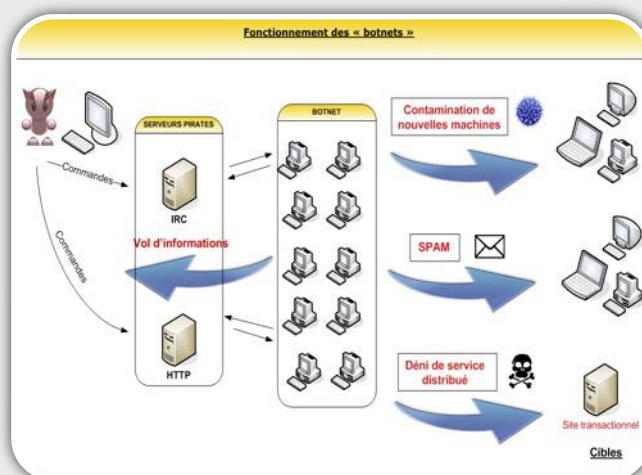 Fonctionnement des « botnets »
SERVEURS PIRATES
BOTNET
Contamination de
nouvelles machines
Commandes
IRC
Vol d'informations
SPAM
Commandes
HTTP
Déni de service
distribué
Site transactionnel
Cibles